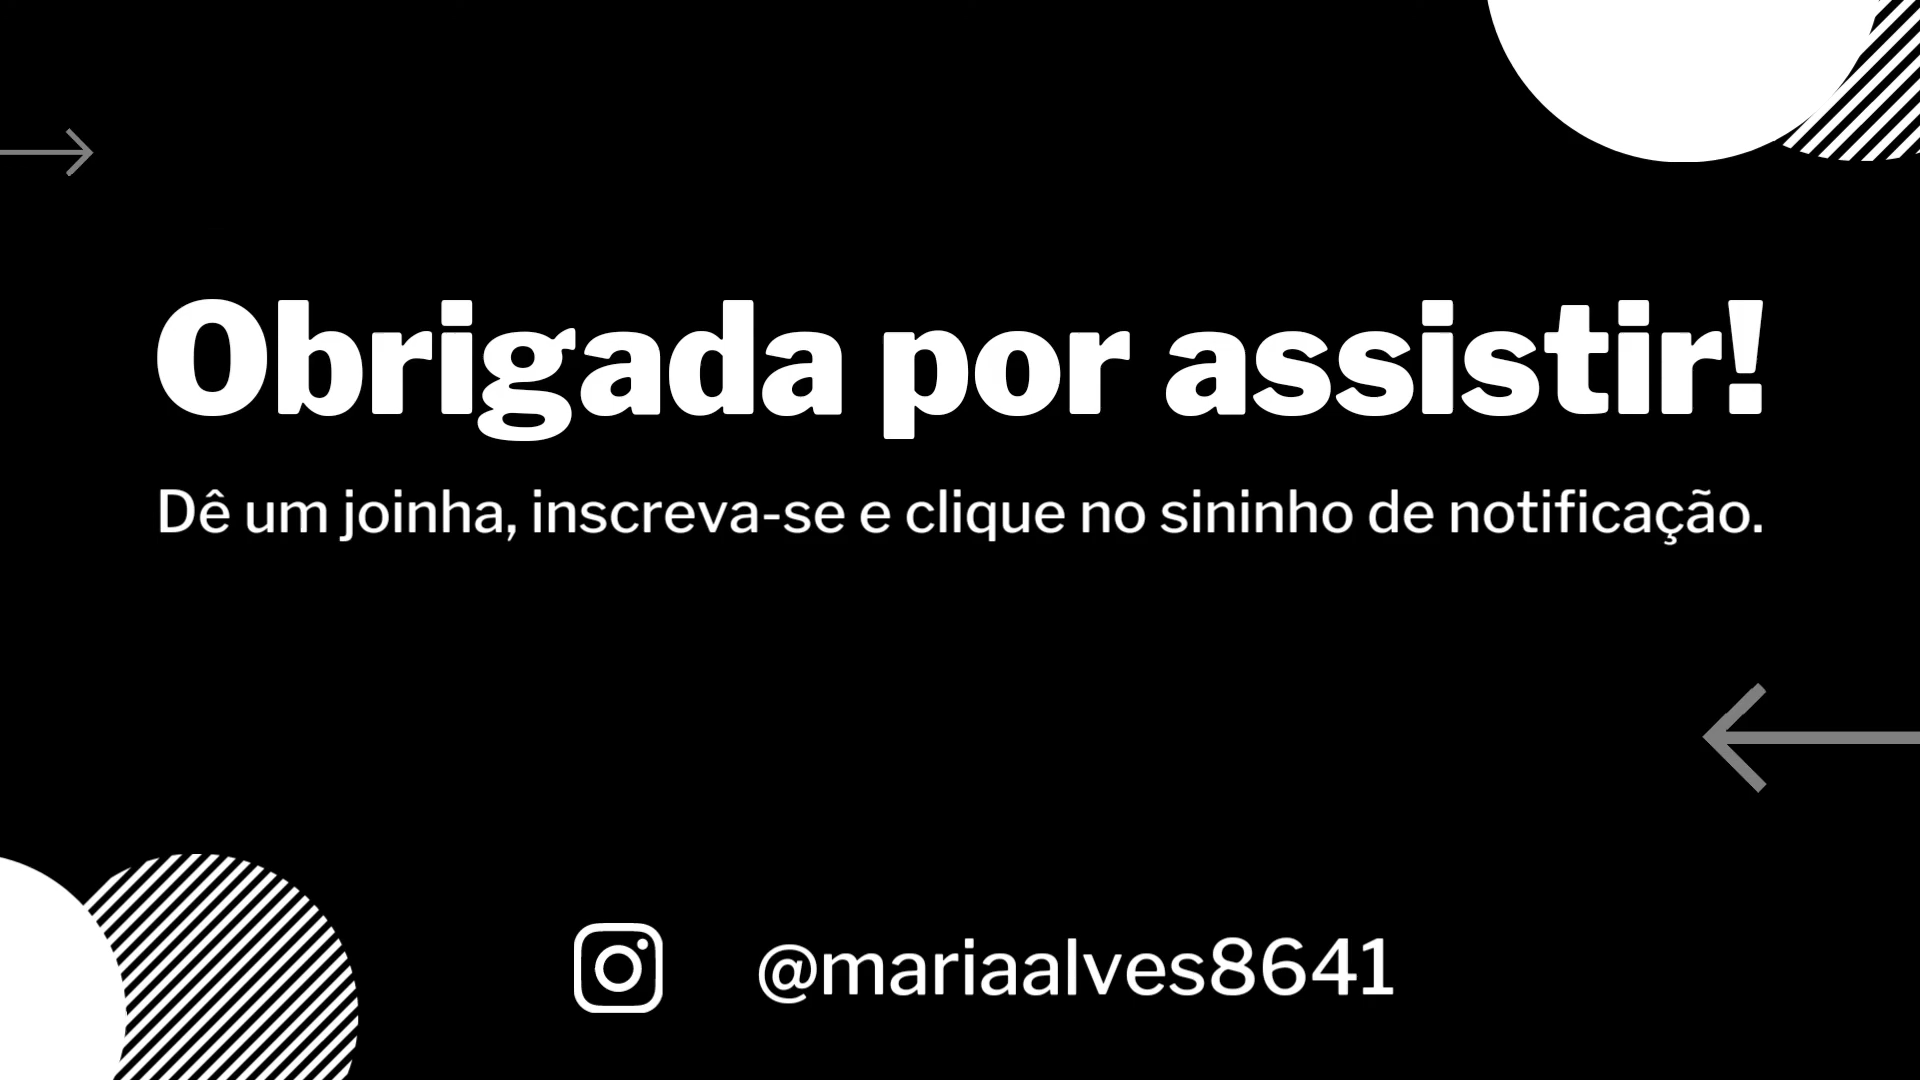 Obrigada por assistir!
Dê um joinha, inscreva-se e clique no sininho de notificação.
@mariaalves8641